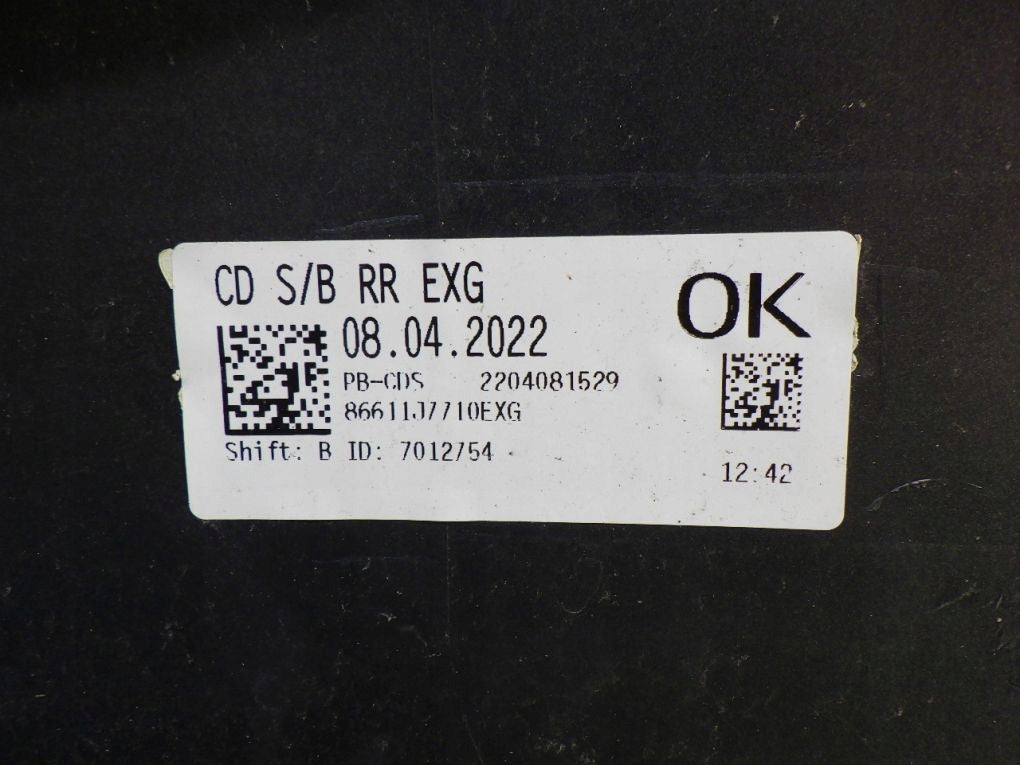 CD S/B RR EXG
OK
08.04.2022
PB-CDS 2204081529
86611J7710EXG
Shift: B ID: 7012754
12:42